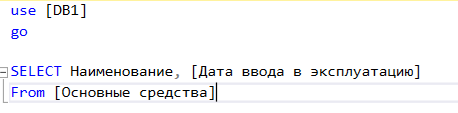 use [DB1]
go
SELECT Наименование, [Дата ввода в эксплуатацию]
From [Основные средства]